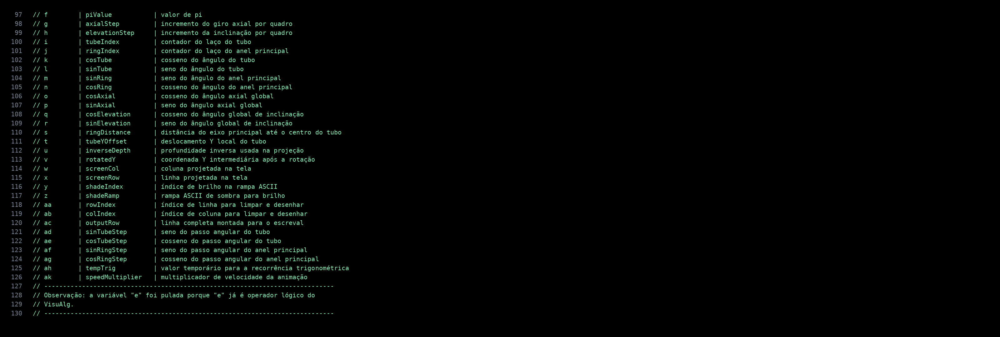 97 // f | piValue | valor de pi
98 // g | axialStep | incremento do giro axial por quadro
99 // h | elevationStep | incremento da inclinação por quadro
100 // i | tubeIndex | contador do laço do tubo
101 // j | ringIndex | contador do laço do anel principal
102 // k | cosTube | cosseno do ângulo do tubo
103 // l | sinTube | seno do ângulo do tubo
104 // m | sinRing | seno do ângulo do anel principal
105 // n | cosRing | cosseno do ângulo do anel principal
106 // o | cosAxial | cosseno do ângulo axial global
107 // p | sinAxial | seno do ângulo axial global
108 // q | cosElevation | cosseno do ângulo global de inclinação
109 // r | sinElevation | seno do ângulo global de inclinação
110 // s | ringDistance | distância do eixo principal até o centro do tubo
111 // t | tubeYOffset | deslocamento Y local do tubo
112 // u | inverseDepth | profundidade inversa usada na projeção
113 // v | rotatedY | coordenada Y intermediária após a rotação
114 // w | screenCol | coluna projetada na tela
115 // x | screenRow | linha projetada na tela
116 // y | shadeIndex | índice de brilho na rampa ASCII
117 // z | shadeRamp | rampa ASCII de sombra para brilho
118 // aa | rowIndex | índice de linha para limpar e desenhar
119 // ab | colIndex | índice de coluna para limpar e desenhar
120 // ac | outputRow | linha completa montada para o escreval
121 // ad | sinTubeStep | seno do passo angular do tubo
122 // ae | cosTubeStep | cosseno do passo angular do tubo
123 // af | sinRingStep | seno do passo angular do anel principal
124 // ag | cosRingStep | cosseno do passo angular do anel principal
125 // ah | tempTrig | valor temporário para a recorrência trigonométrica
126 // ak | speedMultiplier | multiplicador de velocidade da animação
127 // -----------------------------------------------------------------------------
128 // Observação: a variável "e" foi pulada porque "e" já é operador lógico do
129 // VisuAlg.
130 // -----------------------------------------------------------------------------